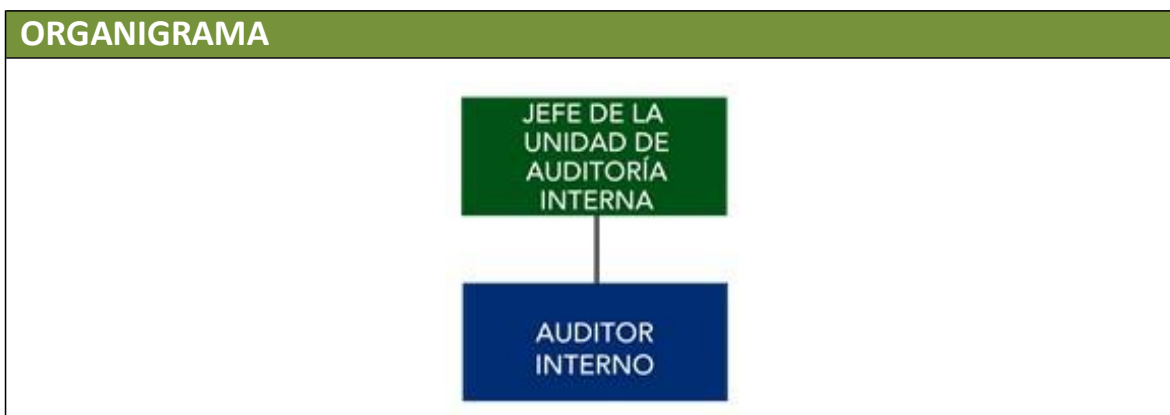 ORGANIGRAMA
JEFE DE LA
UNIDAD DE
AUDITORÍA
INTERNA
AUDITOR
INTERNO